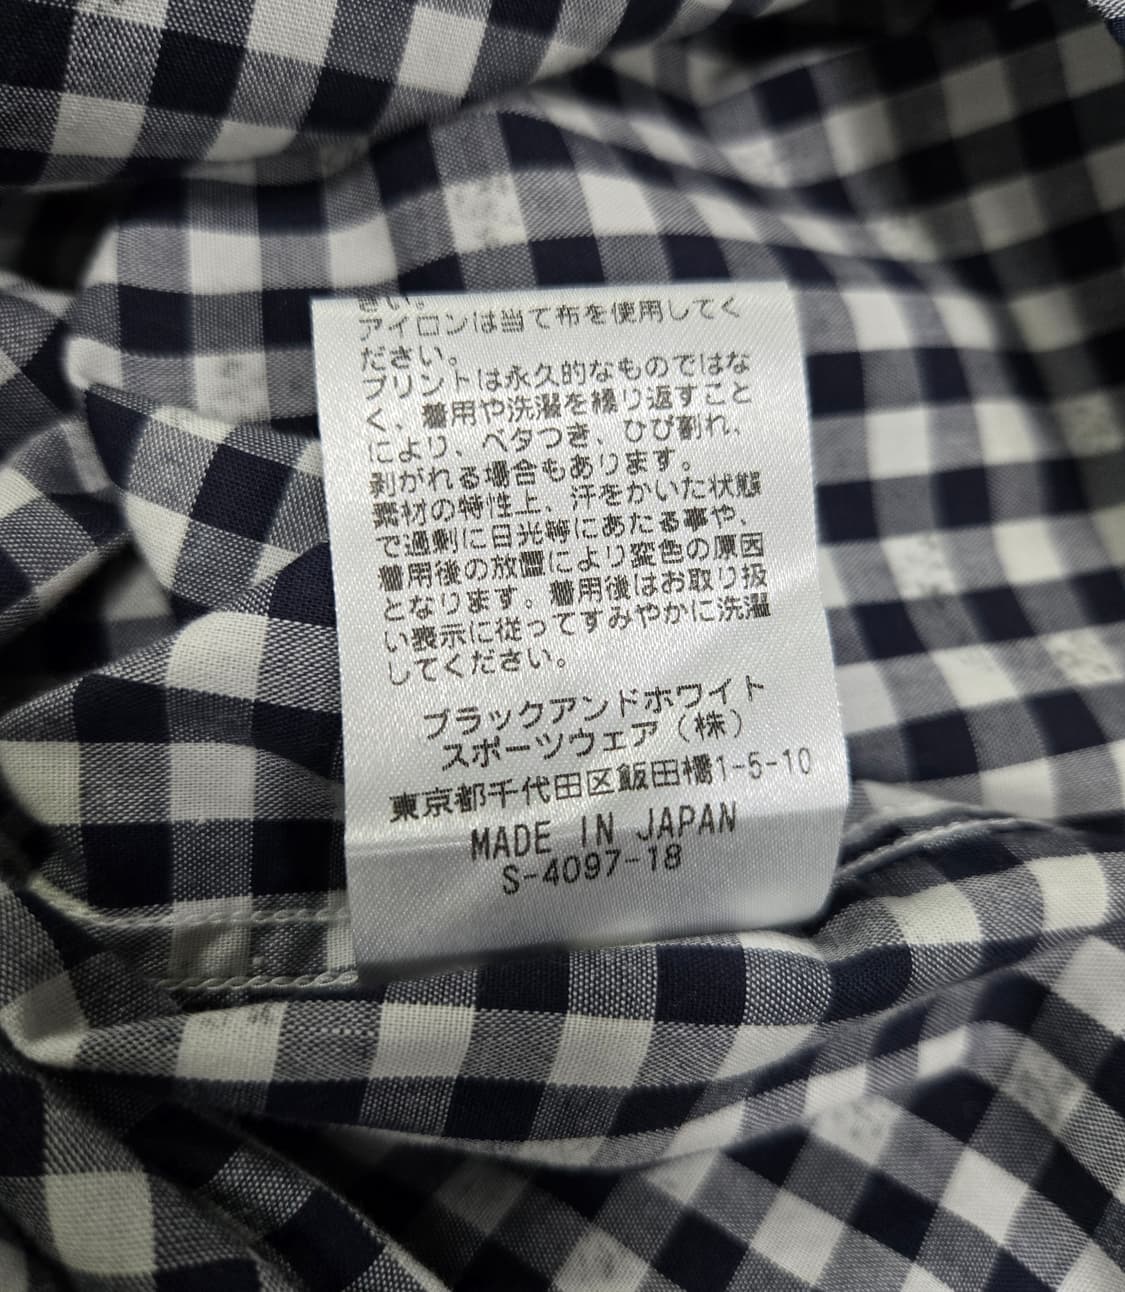 さい。
アイロンは当て布を使用してく
ださい。
プリントは永久的なものではな
く、着用や洗濯を繰り返すこと
により、ベタつき、ひび割れ、
剥がれる場合もあります。
素材の特性上、汗をかいた状態
で過剰に日光等にあたる事や、
着用後の放置により変色の原因
となります。着用後はお取り扱
い表示に従ってすみやかに洗濯
してください。
ブラックアンドホワイト
スポーツウェア（株）
東京都千代田区飯田橋1-5-10
MADE IN JAPAN
S-4097-18